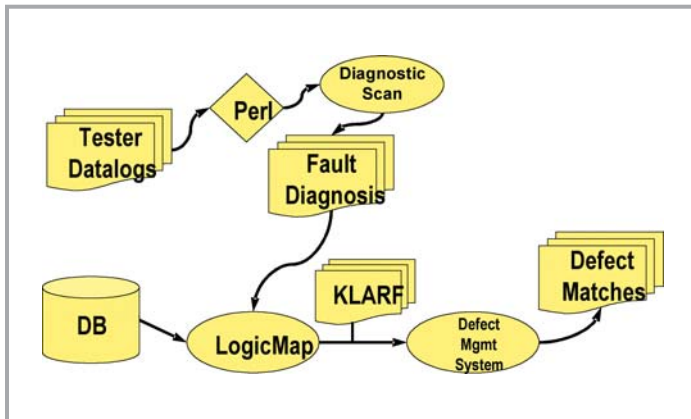 Diagnostic
Scan
Perl
Tester
Datalogs
Fault
Diagnosis
Defect
Matches
KLARF
DB
LogicMap
Defect
Mgmt
System